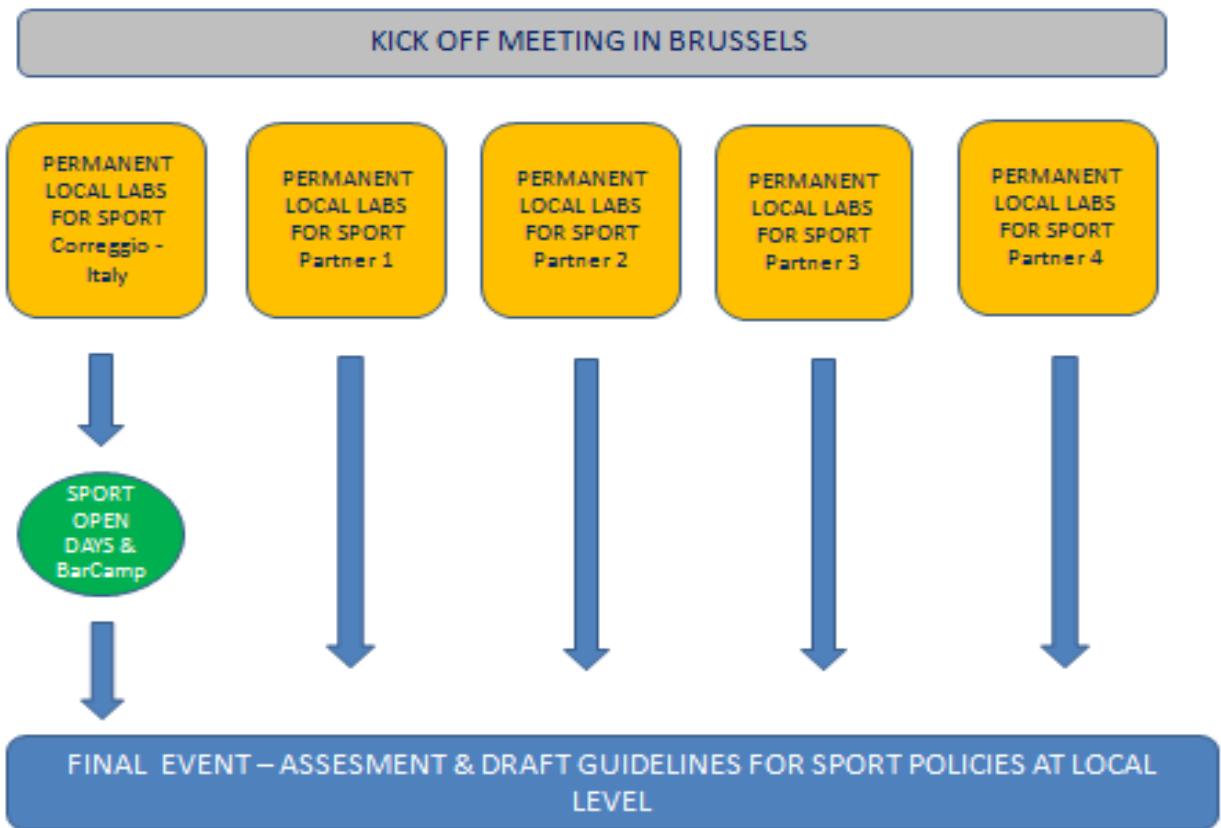 KICK OFF MEETING IN BRUSSELS
PERMANENT
LOCAL LABS
FOR SPORT
Correggio -
Italy
PERMANENT
LOCAL LABS
FOR SPORT
Partner 1
PERMANENT
LOCAL LABS
FOR SPORT
Partner 2
PERMANENT
LOCAL LABS
FOR SPORT
Partner 3
PERMANENT
LOCAL LABS
FOR SPORT
Partner 4
SPORT
OPEN
DAYS &
BarCamp
FINAL EVENT – ASSESMENT & DRAFT GUIDELINES FOR SPORT POLICIES AT LOCAL
LEVEL